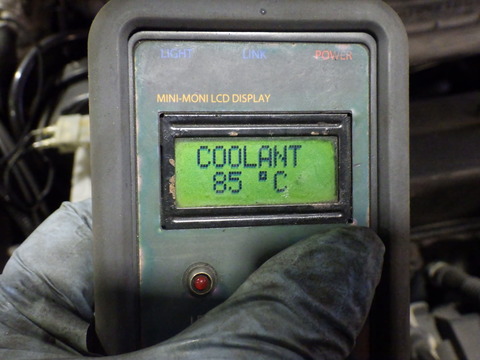 LIGHT LINK POWER
MINI-MONI LCD DISPLAY
COOLANT
85 °C